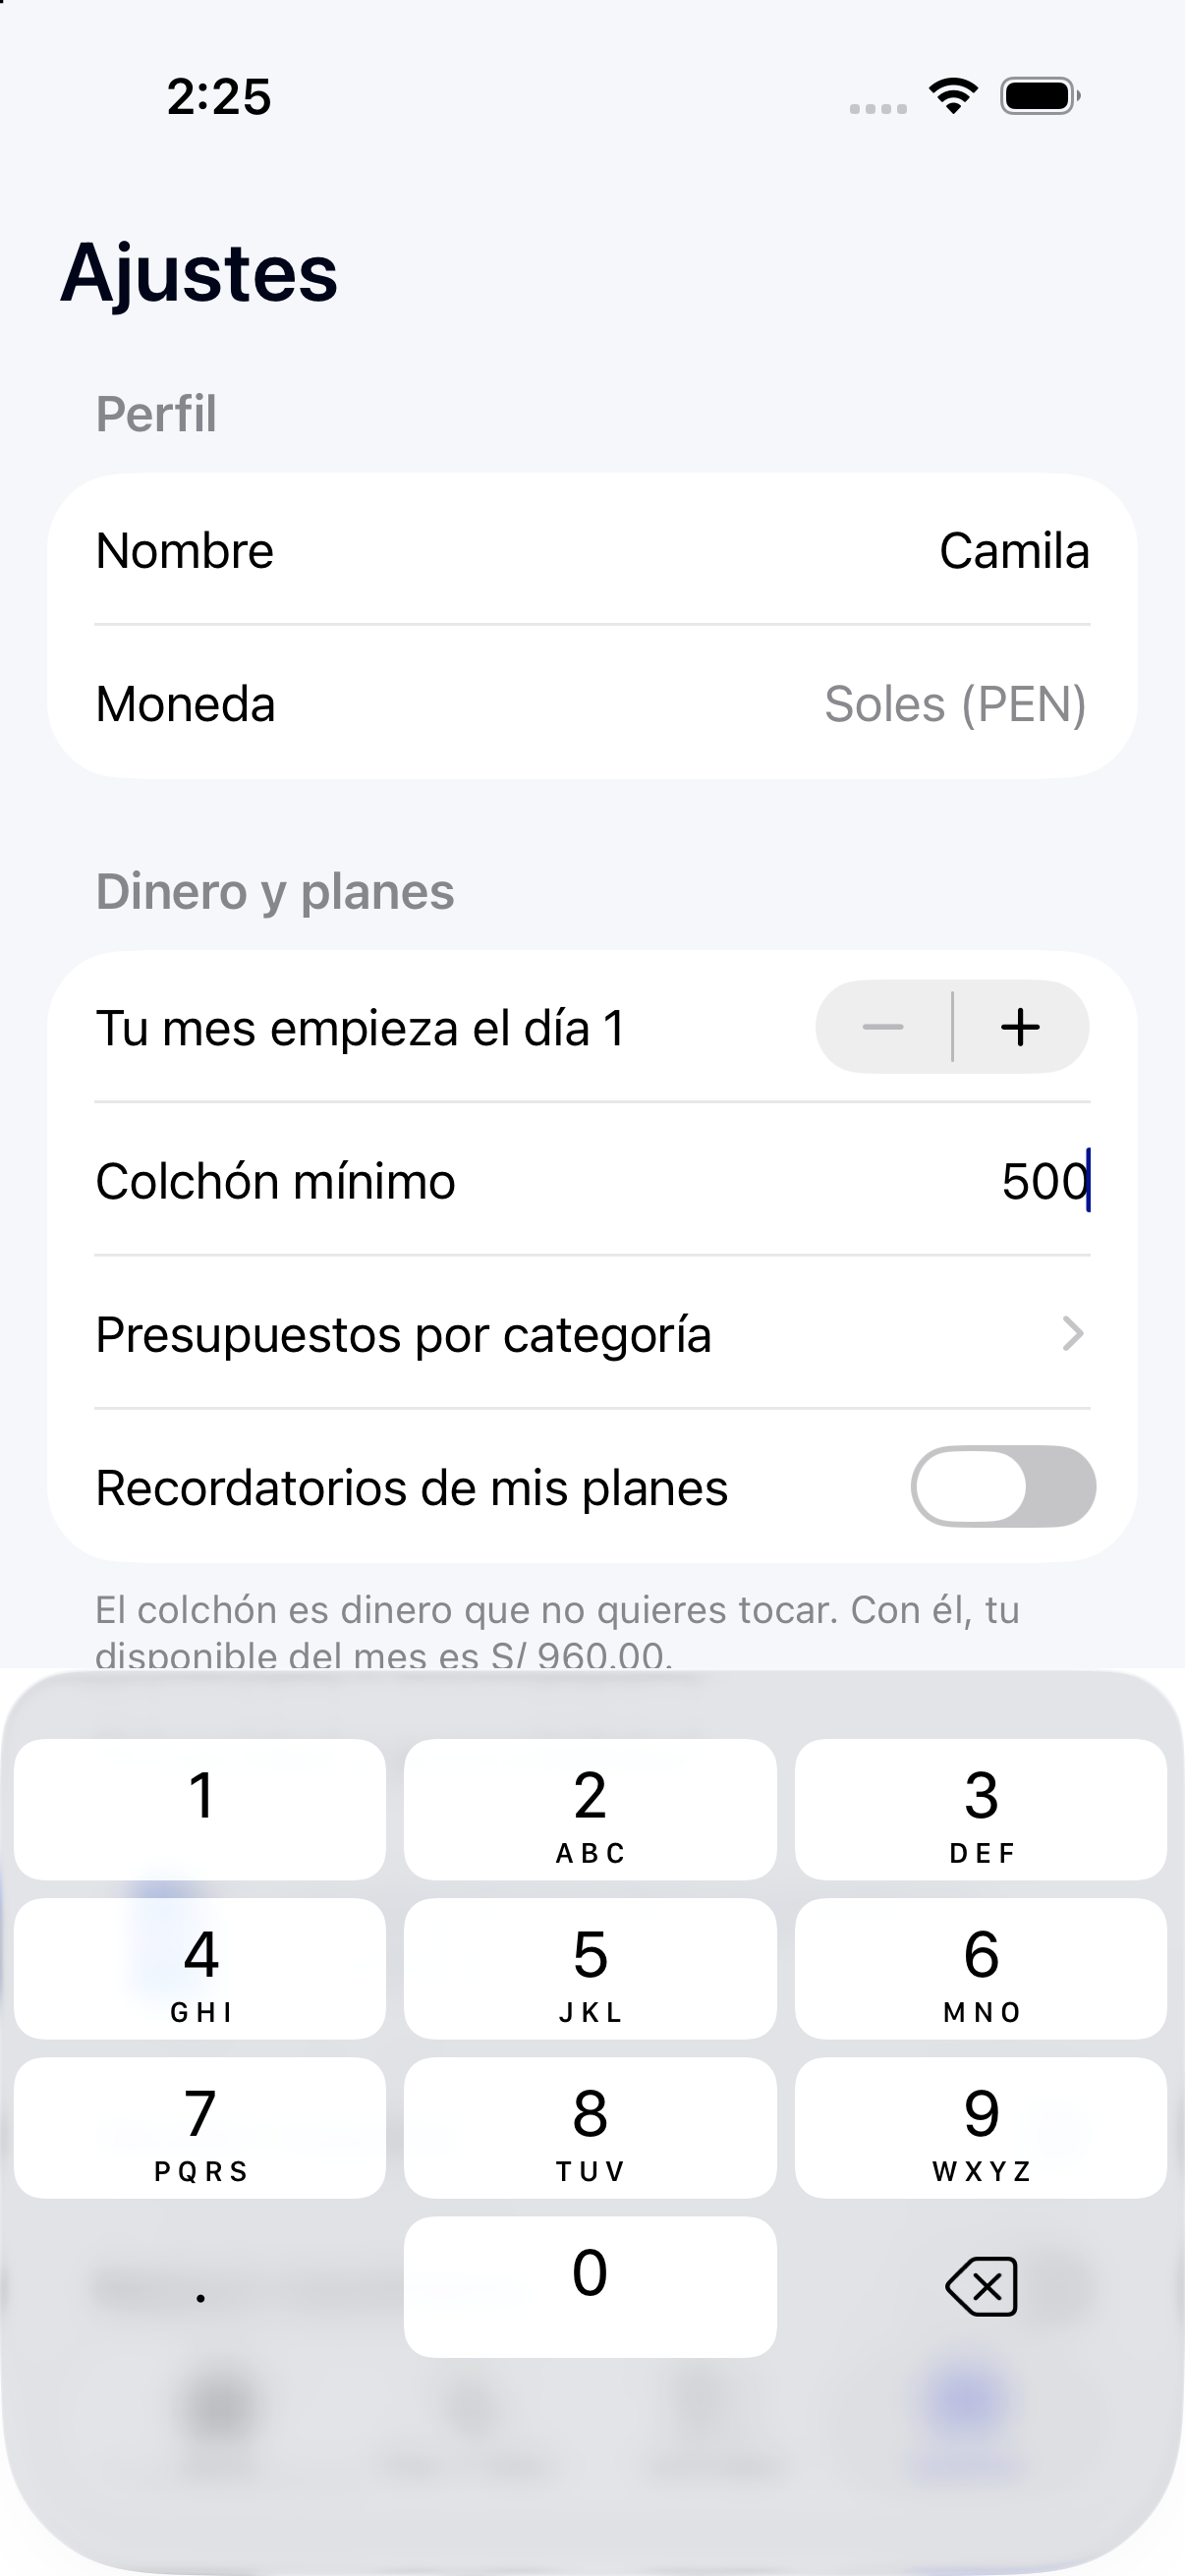 2:25
Ajustes
Perfil
Nombre Camila
Moneda Soles (PEN)
Dinero y planes
Tu mes empieza el día 1 − +
Colchón mínimo 500
Presupuestos por categoría
Recordatorios de mis planes
El colchón es dinero que no quieres tocar. Con él, tu
disponible del mes es S/ 960.00.
1 2 3
ABC DEF
4 5 6
GHI JKL MNO
7 8 9
PQRS TUV WXYZ
. 0